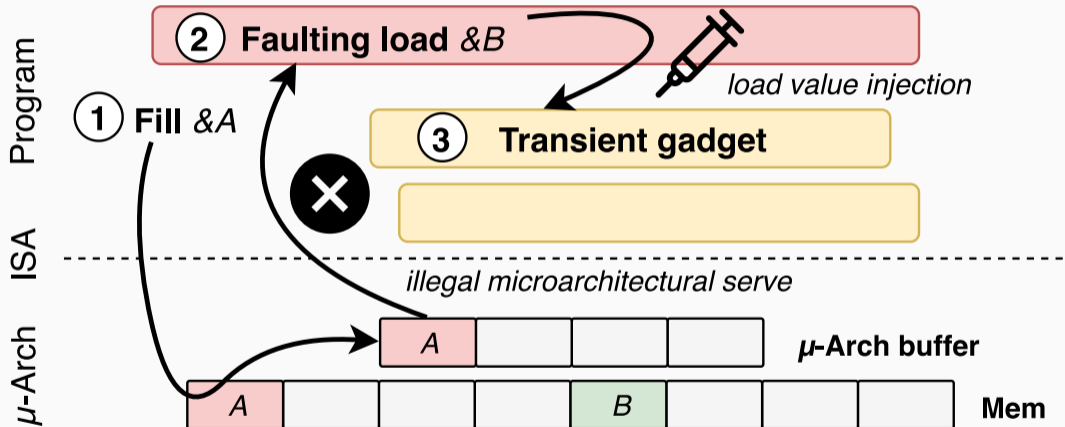 Program
ISA
μ-Arch
2 Faulting load &B
load value injection
1 Fill &A
3 Transient gadget
illegal microarchitectural serve
A
μ-Arch buffer
A
B
Mem